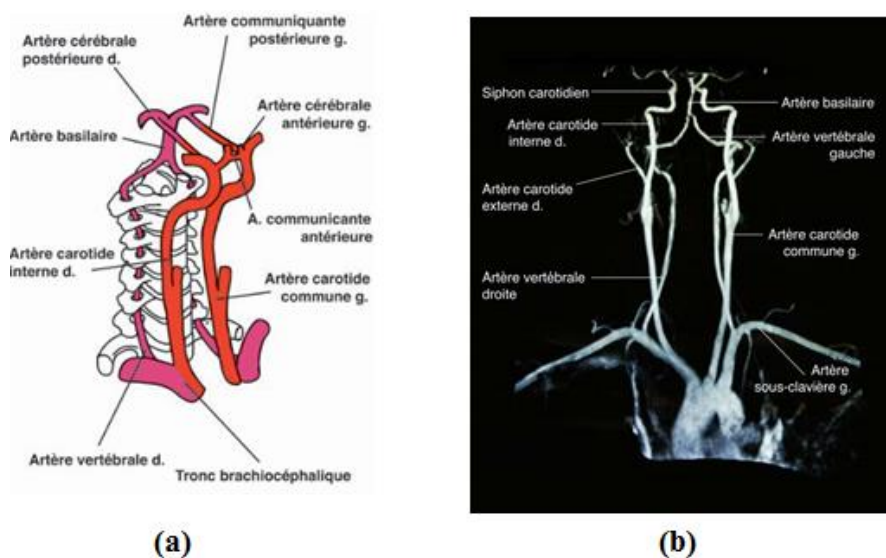 Artère communiquante
postérieure g.
Artère cérébrale
postérieure d.
Artère cérébrale
antérieure g.
Artère basilaire
A. communicante
antérieure
Artère carotide
interne d.
Artère carotide
commune g.
Artère vertébrale d.
Tronc brachiocéphalique
(a)
Siphon carotidien
Artère basilaire
Artère carotide
interne d.
Artère vertébrale
gauche
Artère carotide
externe d.
Artère carotide
commune g.
Artère vertébrale
droite
Artère
sous-clavière g.
(b)